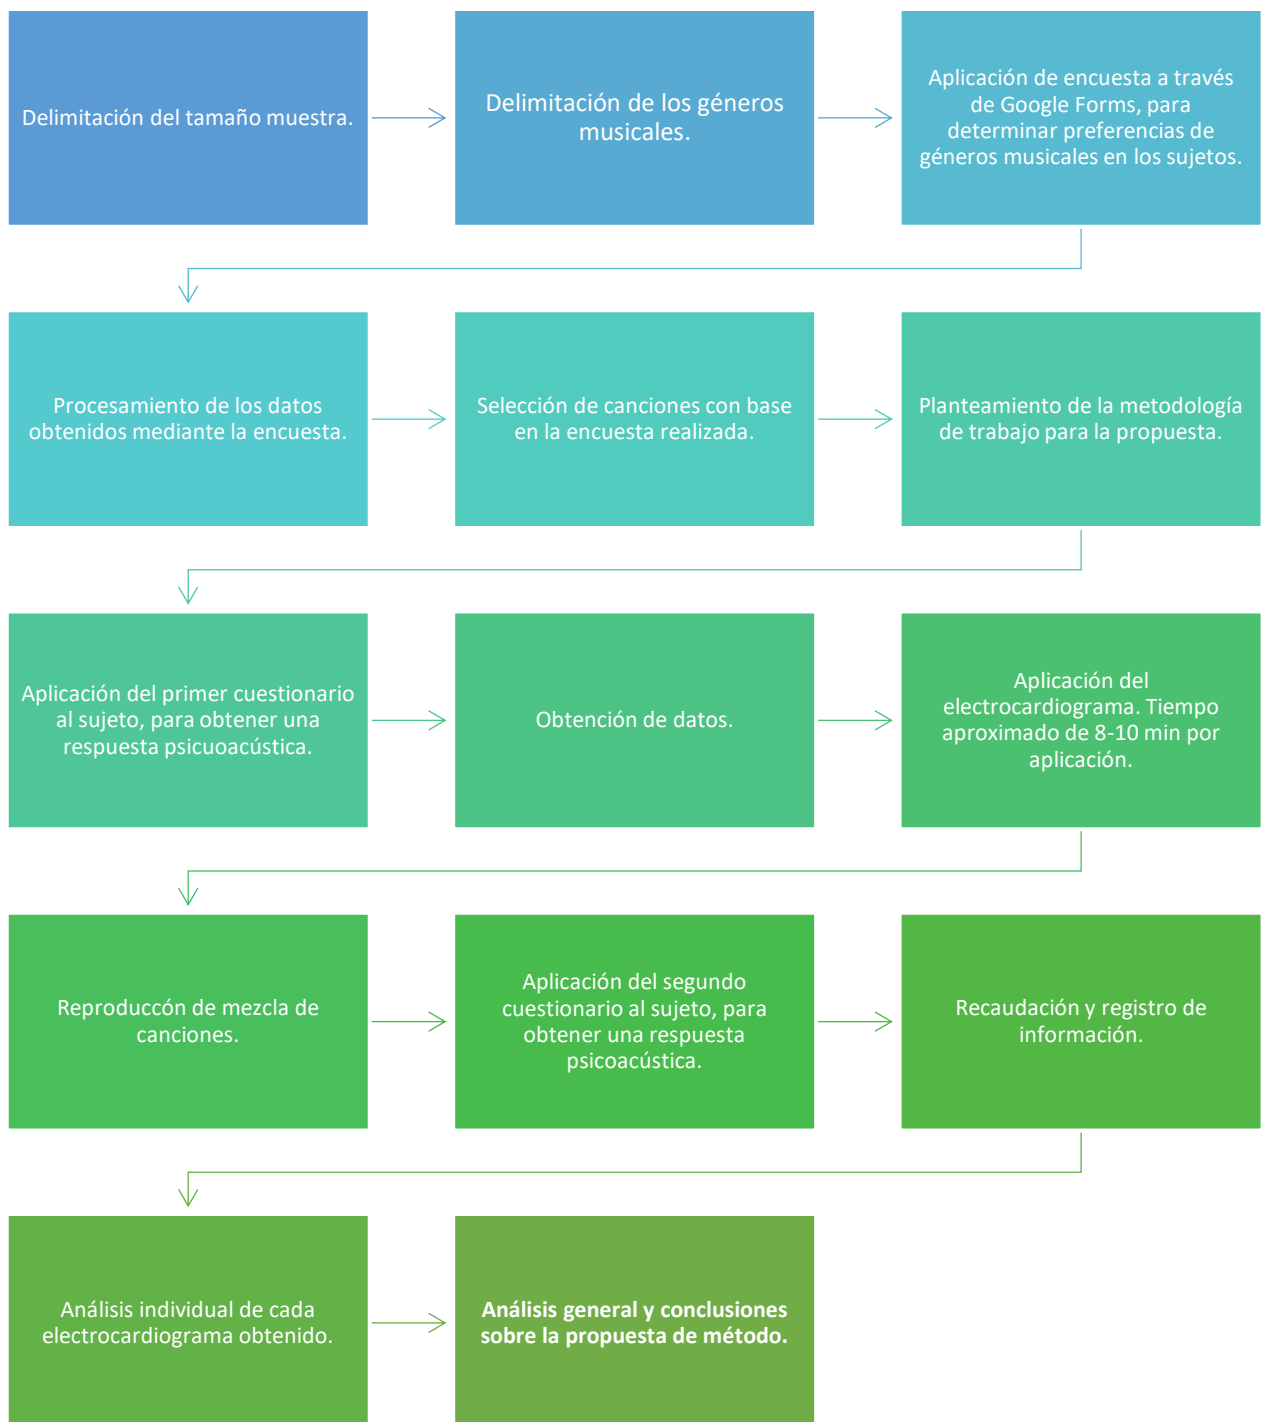 Delimitación del tamaño muestra.
Delimitación de los géneros
musicales.
Aplicación de encuesta a través
de Google Forms, para
determinar preferencias de
géneros musicales en los sujetos.
Procesamiento de los datos
obtenidos mediante la encuesta.
Selección de canciones con base
en la encuesta realizada.
Planteamiento de la metodología
de trabajo para la propuesta.
Aplicación del primer cuestionario
al sujeto, para obtener una
respuesta psicuoacústica.
Obtención de datos.
Aplicación del
electrocardiograma. Tiempo
aproximado de 8-10 min por
aplicación.
Reproduccón de mezcla de
canciones.
Aplicación del segundo
cuestionario al sujeto, para
obtener una respuesta
psicoacústica.
Recaudación y registro de
información.
Análisis individual de cada
electrocardiograma obtenido.
Análisis general y conclusiones
sobre la propuesta de método.